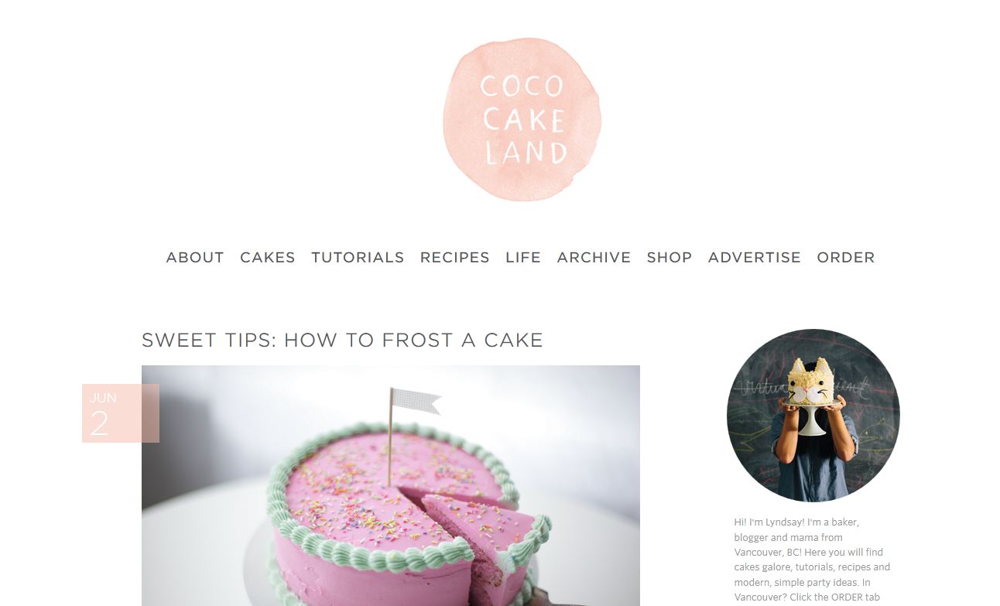 COCO
CAKE
LAND
ABOUT CAKES TUTORIALS RECIPES LIFE ARCHIVE SHOP ADVERTISE ORDER
SWEET TIPS: HOW TO FROST A CAKE
JUN
2
Hi! I'm Lyndsay! I'm a baker,
blogger and mama from
Vancouver, BC! Here you will find
cakes galore, tutorials, recipes and
modern, simple party ideas. In
Vancouver? Click the ORDER tab